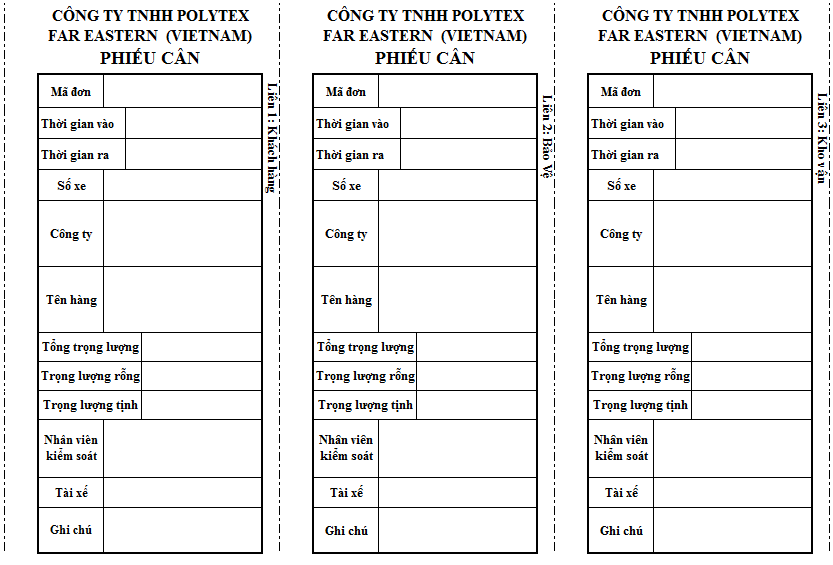 CÔNG TY TNHH POLYTEX
FAR EASTERN (VIETNAM)
PHIẾU CÂN
Mã đơn
Thời gian vào
Thời gian ra
Số xe
Công ty
Tên hàng
Tổng trọng lượng
Trọng lượng rỗng
Trọng lượng tịnh
Nhân viên
kiểm soát
Tài xế
Ghi chú
Liên 1: Khách hàng
CÔNG TY TNHH POLYTEX
FAR EASTERN (VIETNAM)
PHIẾU CÂN
Mã đơn
Thời gian vào
Thời gian ra
Số xe
Công ty
Tên hàng
Tổng trọng lượng
Trọng lượng rỗng
Trọng lượng tịnh
Nhân viên
kiểm soát
Tài xế
Ghi chú
Liên 2: Bảo Vệ
CÔNG TY TNHH POLYTEX
FAR EASTERN (VIETNAM)
PHIẾU CÂN
Mã đơn
Thời gian vào
Thời gian ra
Số xe
Công ty
Tên hàng
Tổng trọng lượng
Trọng lượng rỗng
Trọng lượng tịnh
Nhân viên
kiểm soát
Tài xế
Ghi chú
Liên 3: Kho vận